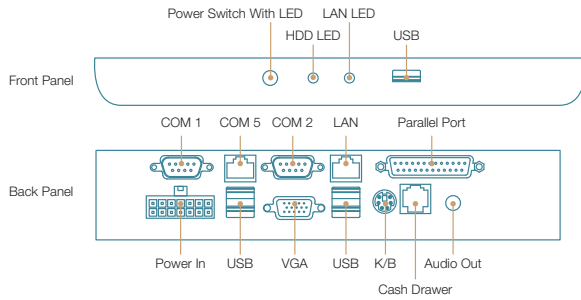 Power Switch With LED
LAN LED
HDD LED
USB
Front Panel
COM 1
COM 5
COM 2
LAN
Parallel Port
Back Panel
Power In
USB
VGA
USB
K/B
Audio Out
Cash Drawer